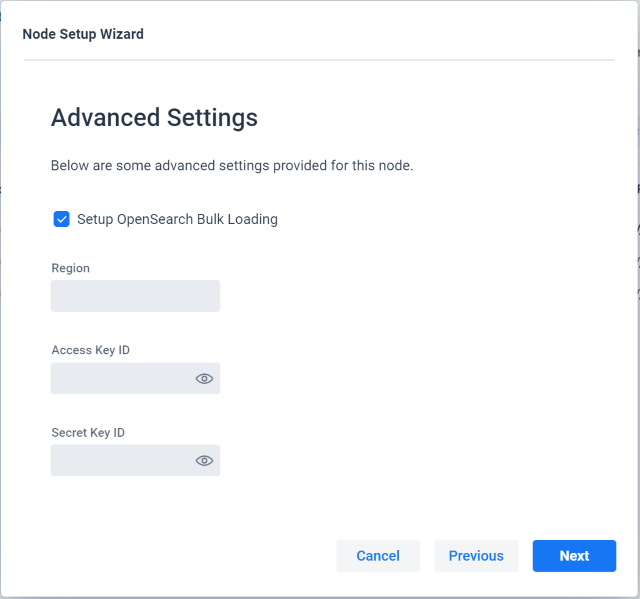 Node Setup Wizard
Advanced Settings
Below are some advanced settings provided for this node.
Setup OpenSearch Bulk Loading
Region
Access Key ID
Secret Key ID
Cancel Previous Next